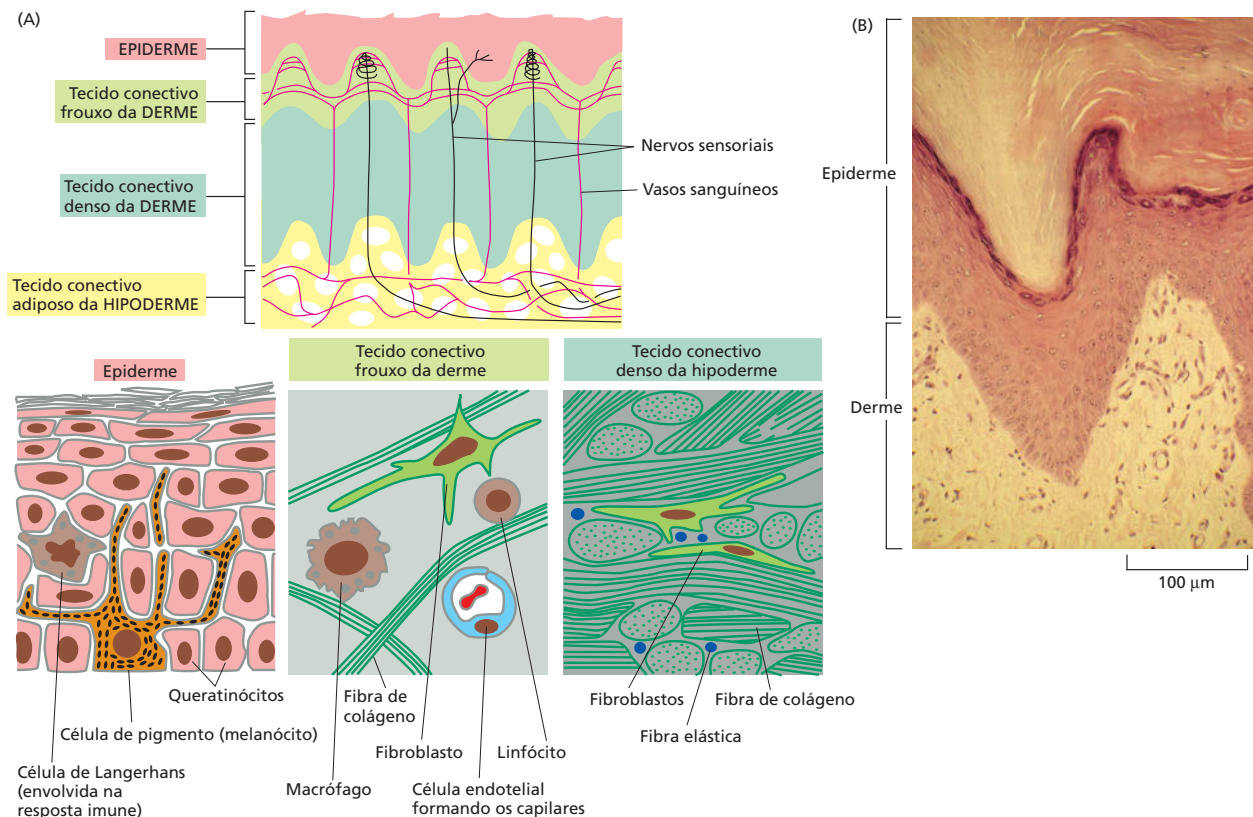 (A)
EPIDERME
Tecido conectivo
frouxo da DERME
Tecido conectivo
denso da DERME
Tecido conectivo
adiposo da HIPODERME
Nervos sensoriais
Vasos sanguíneos
(B)
Epiderme
Derme
100 µm
Epiderme
Tecido conectivo
frouxo da derme
Tecido conectivo
denso da hipoderme
Queratinócitos
Célula de pigmento (melanócito)
Célula de Langerhans
(envolvida na
resposta imune)
Fibra de
colágeno
Fibroblasto
Linfócito
Macrófago
Célula endotelial
formando os capilares
Fibroblastos
Fibra de colágeno
Fibra elástica